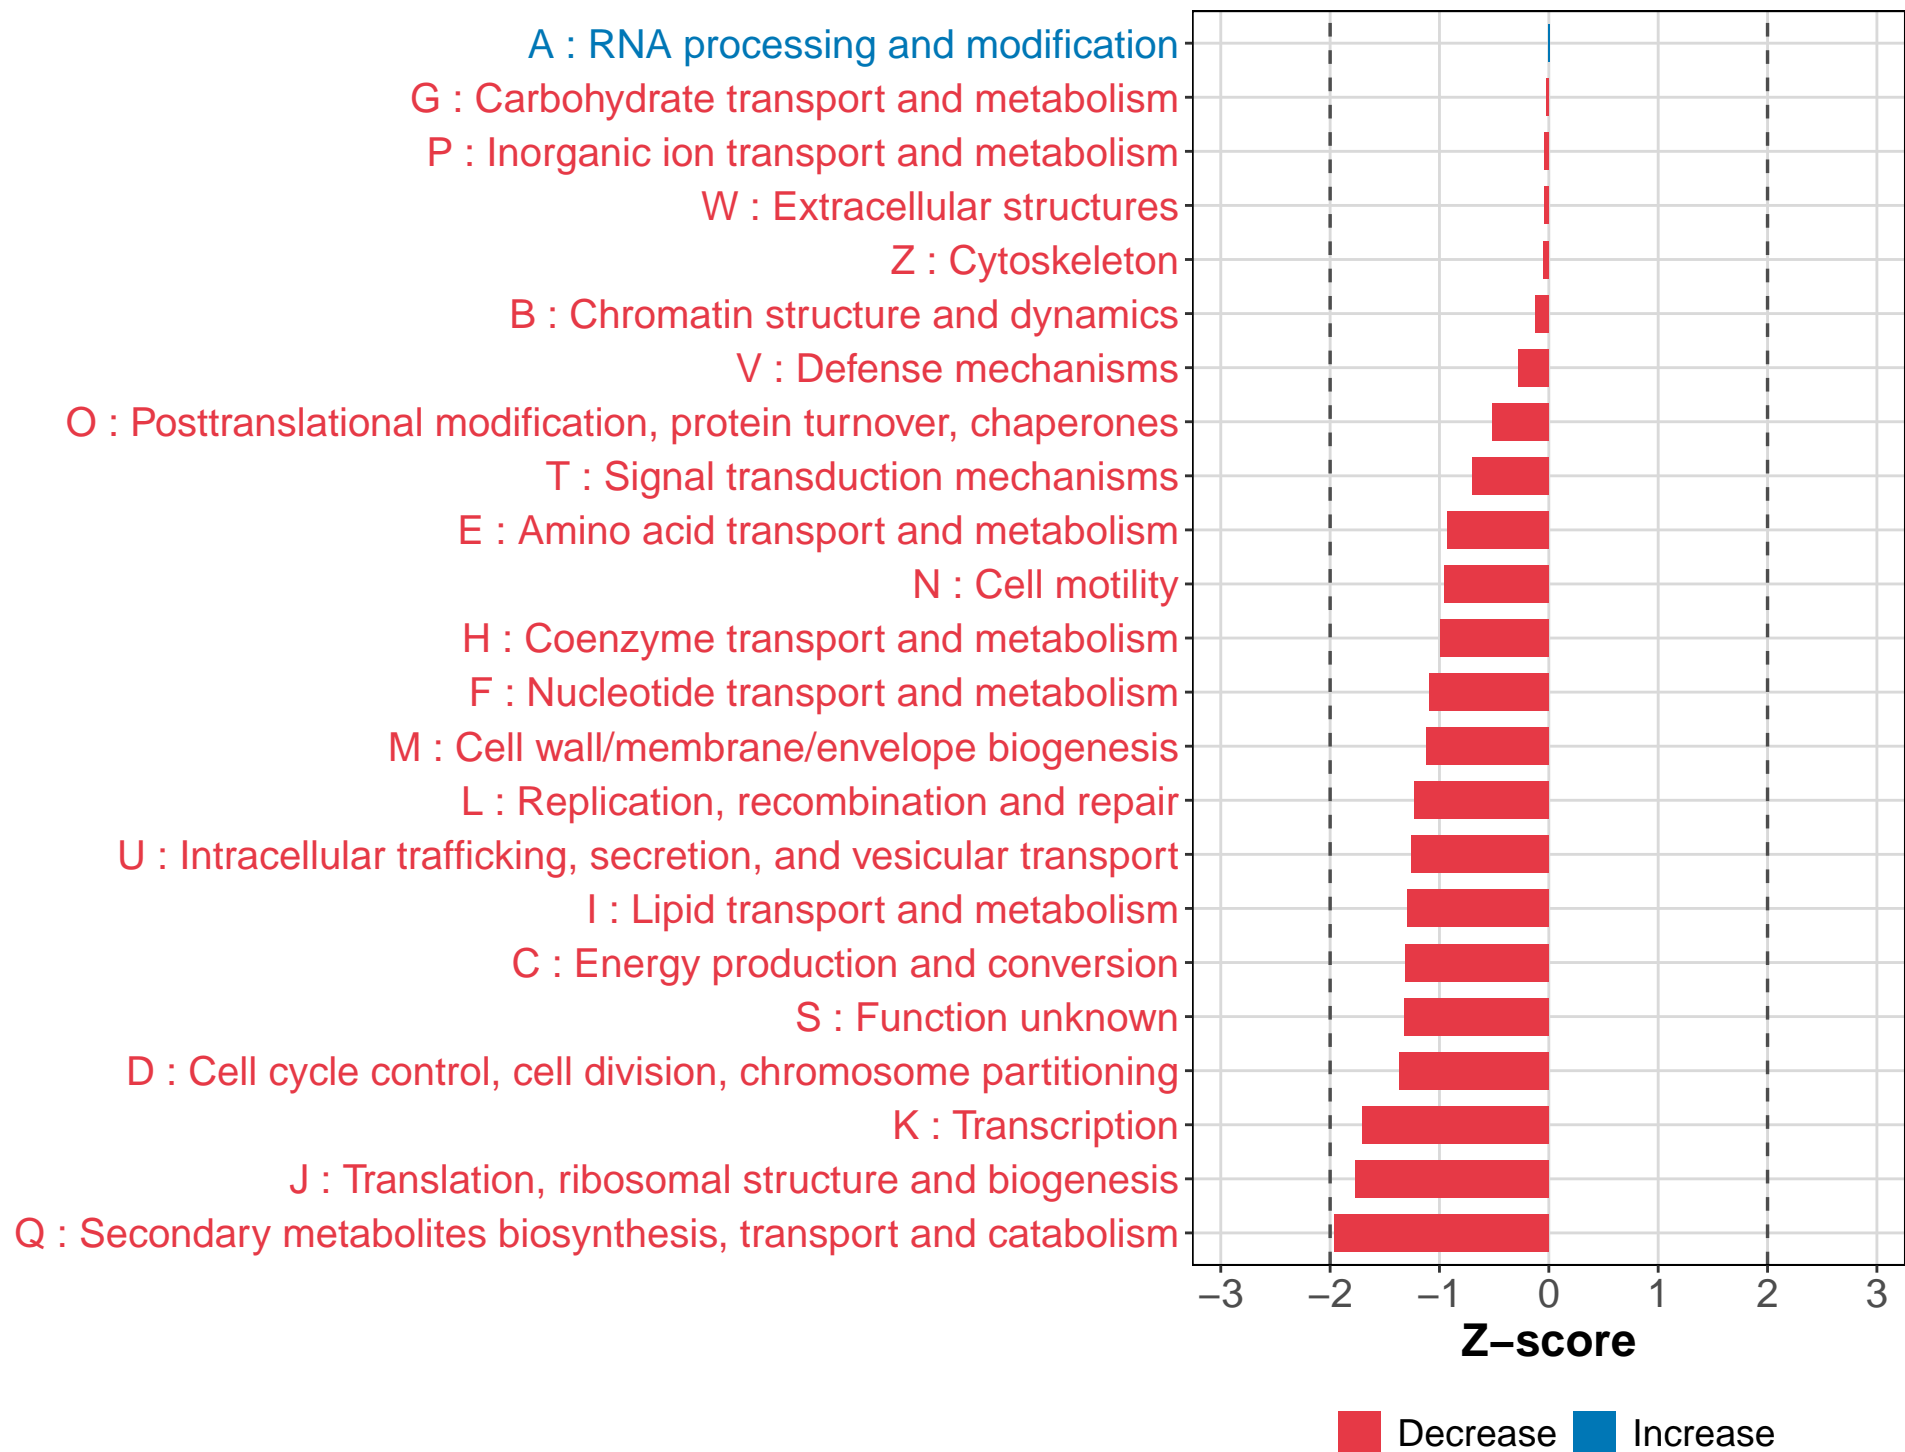 A : RNA processing and modification
G : Carbohydrate transport and metabolism
P : Inorganic ion transport and metabolism
W : Extracellular structures
Z : Cytoskeleton
B : Chromatin structure and dynamics
V : Defense mechanisms
O : Posttranslational modification, protein turnover, chaperones
T : Signal transduction mechanisms
E : Amino acid transport and metabolism
N : Cell motility
H : Coenzyme transport and metabolism
F : Nucleotide transport and metabolism
M : Cell wall/membrane/envelope biogenesis
L : Replication, recombination and repair
U : Intracellular trafficking, secretion, and vesicular transport
I : Lipid transport and metabolism
C : Energy production and conversion
S : Function unknown
D : Cell cycle control, cell division, chromosome partitioning
K : Transcription
J : Translation, ribosomal structure and biogenesis
Q : Secondary metabolites biosynthesis, transport and catabolism
−3 −2 −1 0 1 2 3
Z−score
Decrease Increase